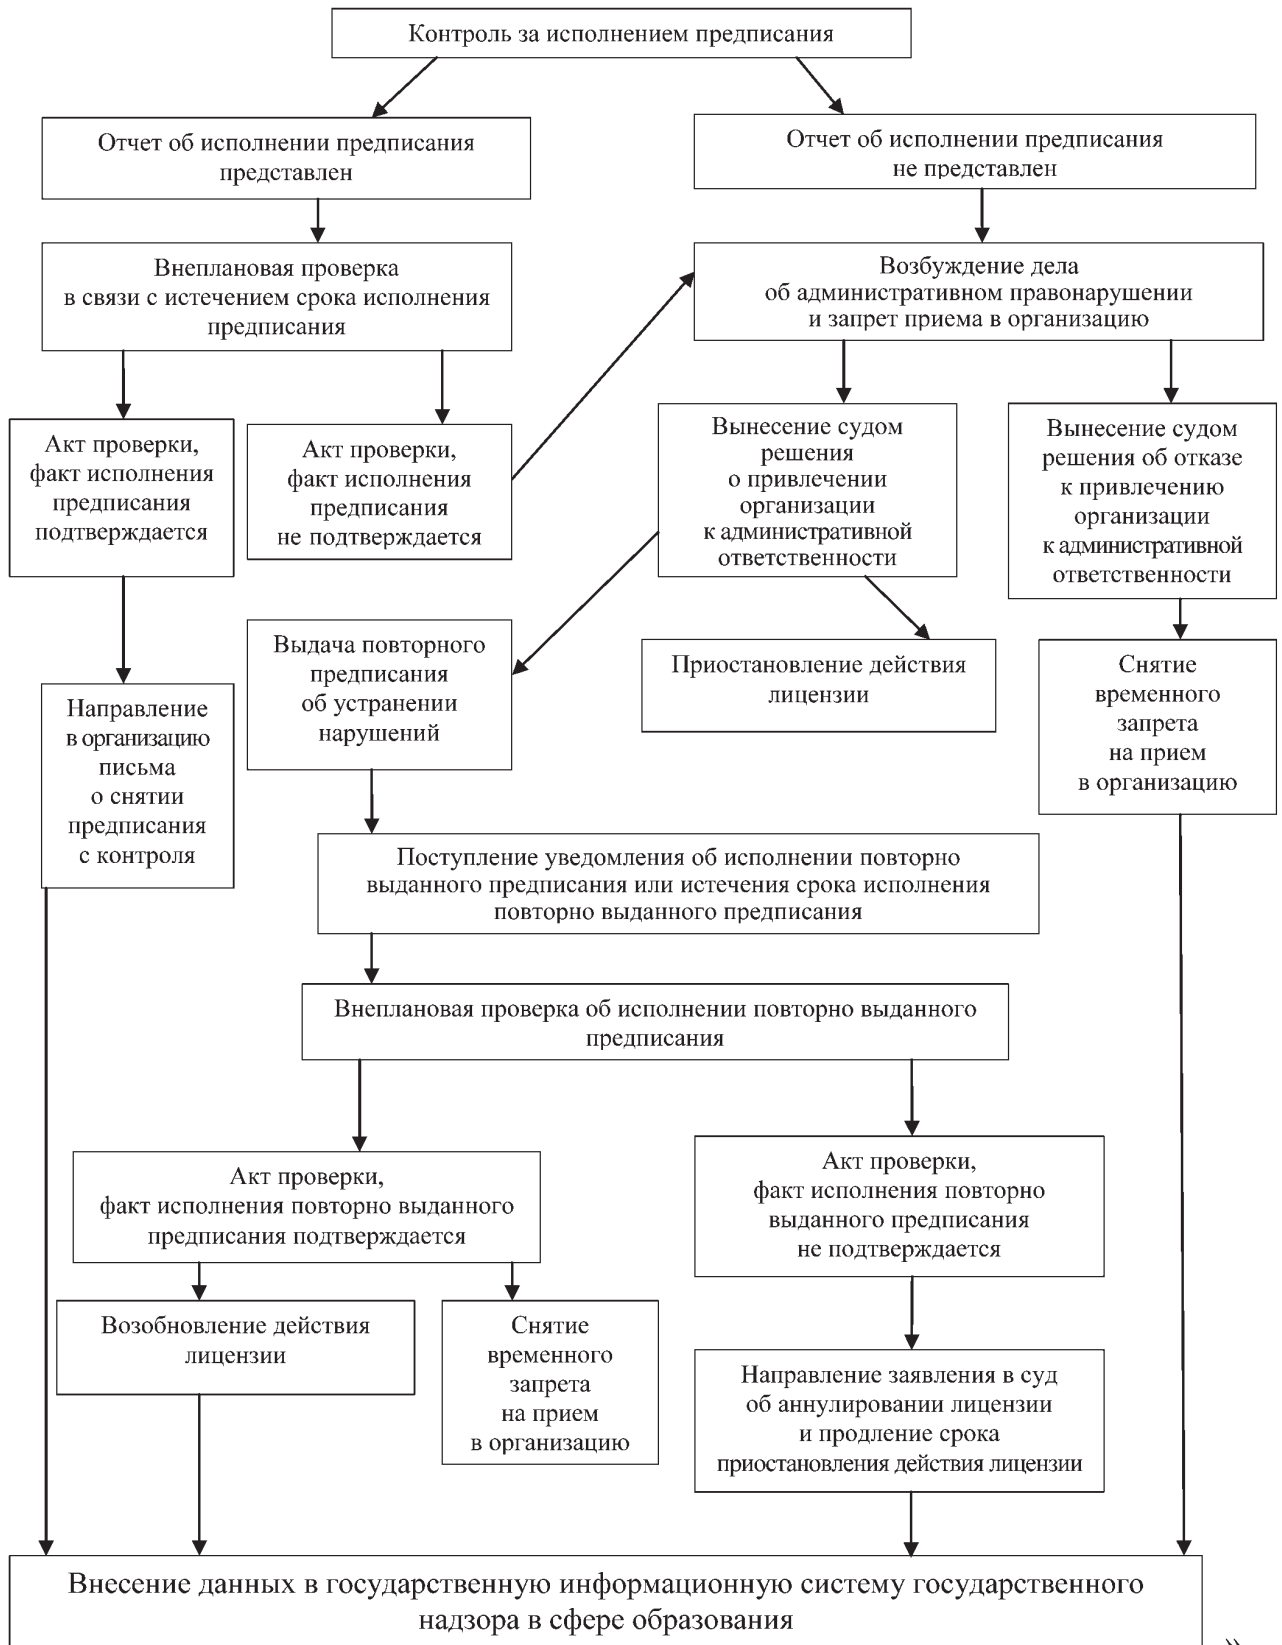 Контроль за исполнением предписания
Отчет об исполнении предписания
представлен
Отчет об исполнении предписания
не представлен
Внеплановая проверка
в связи с истечением срока исполнения
предписания
Возбуждение дела
об административном правонарушении
и запрет приема в организацию
Акт проверки,
факт исполнения
предписания
подтверждается
Акт проверки,
факт исполнения
предписания
не подтверждается
Вынесение судом
решения
о привлечении
организации
к административной
ответственности
Вынесение судом
решения об отказе
к привлечению
организации
к административной
ответственности
Выдача повторного
предписания
об устранении
нарушений
Приостановление действия
лицензии
Снятие
временного
запрета
на прием
в организацию
Направление
в организацию
письма
о снятии
предписания
с контроля
Поступление уведомления об исполнении повторно
выданного предписания или истечения срока исполнения
повторно выданного предписания
Внеплановая проверка об исполнении повторно выданного
предписания
Акт проверки,
факт исполнения повторно выданного
предписания подтверждается
Акт проверки,
факт исполнения повторно
выданного предписания
не подтверждается
Возобновление действия
лицензии
Снятие
временного
запрета
на прием
в организацию
Направление заявления в суд
об аннулировании лицензии
и продление срока
приостановления действия лицензии
Внесение данных в государственную информационную систему государственного
надзора в сфере образования
»